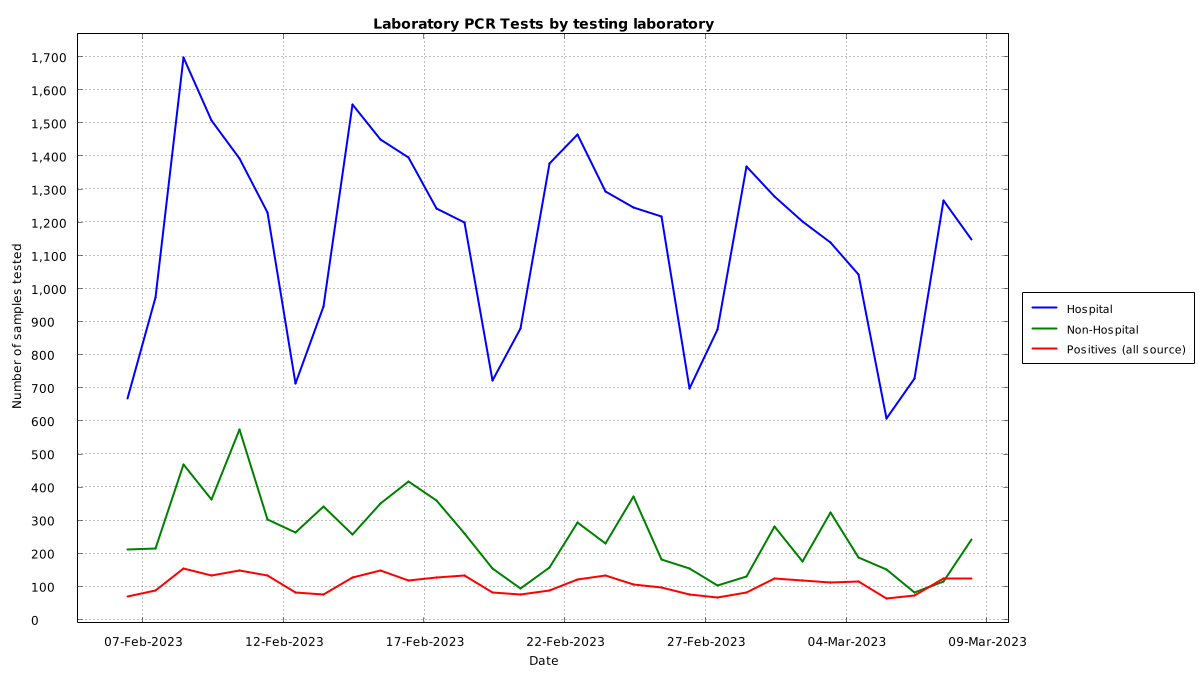 Laboratory PCR Tests by testing laboratory
1,700
1,600
1,500
1,400
1,300
1,200
1,100
1,000
900
800
700
600
500
400
300
200
100
0
Number of samples tested
07-Feb-2023 12-Feb-2023 17-Feb-2023 22-Feb-2023 27-Feb-2023 04-Mar-2023 09-Mar-2023
Date
Hospital
Non-Hospital
Positives (all source)